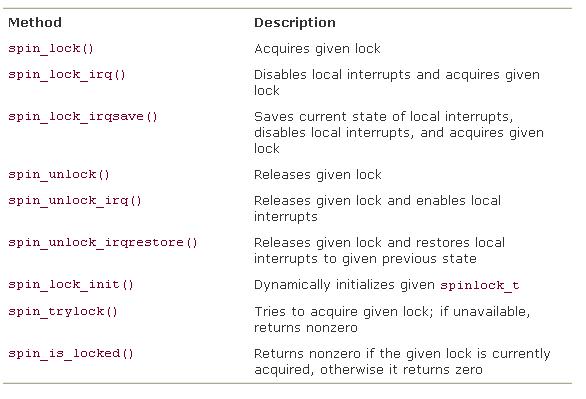 Method Description
spin_lock() Acquires given lock
spin_lock_irq() Disables local interrupts and acquires given
lock
spin_lock_irqsave() Saves current state of local interrupts,
disables local interrupts, and acquires given
lock
spin_unlock() Releases given lock
spin_unlock_irq() Releases given lock and enables local
interrupts
spin_unlock_irqrestore() Releases given lock and restores local
interrupts to given previous state
spin_lock_init() Dynamically initializes given spinlock_t
spin_trylock() Tries to acquire given lock; if unavailable,
returns nonzero
spin_is_locked() Returns nonzero if the given lock is currently
acquired, otherwise it returns zero